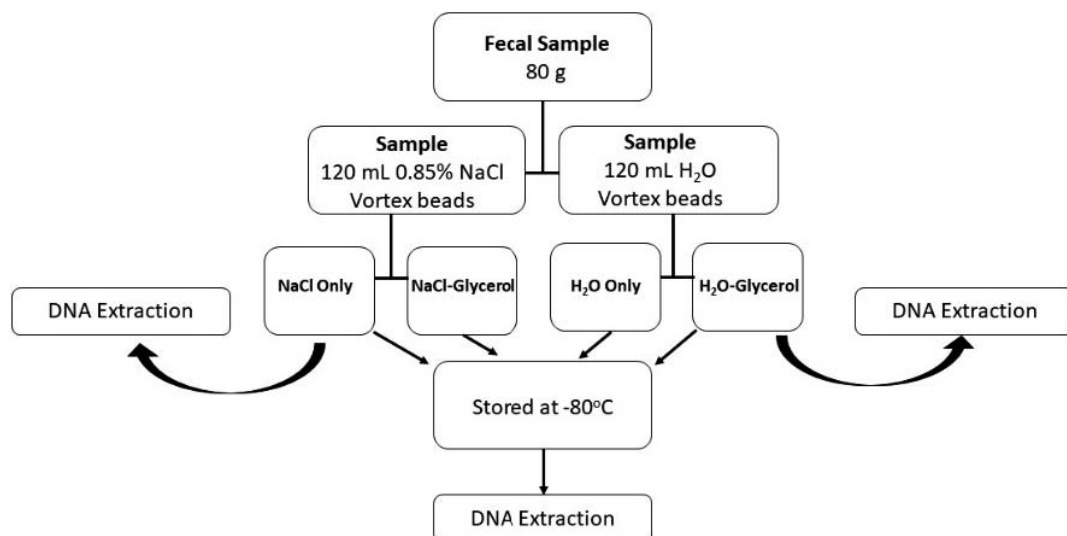 Fecal Sample
80 g
Sample
120 mL 0.85% NaCl
Vortex beads
Sample
120 mL H₂O
Vortex beads
NaCl Only
NaCl-Glycerol
H₂O Only
H₂O-Glycerol
DNA Extraction
DNA Extraction
Stored at -80ºC
DNA Extraction